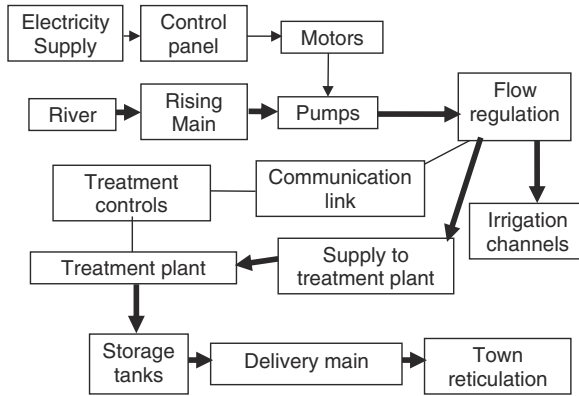 Electricity
Supply
Control
panel
Motors
River
Rising
Main
Pumps
Flow
regulation
Treatment
controls
Communication
link
Irrigation
channels
Treatment plant
Supply to
treatment plant
Storage
tanks
Delivery main
Town
reticulation